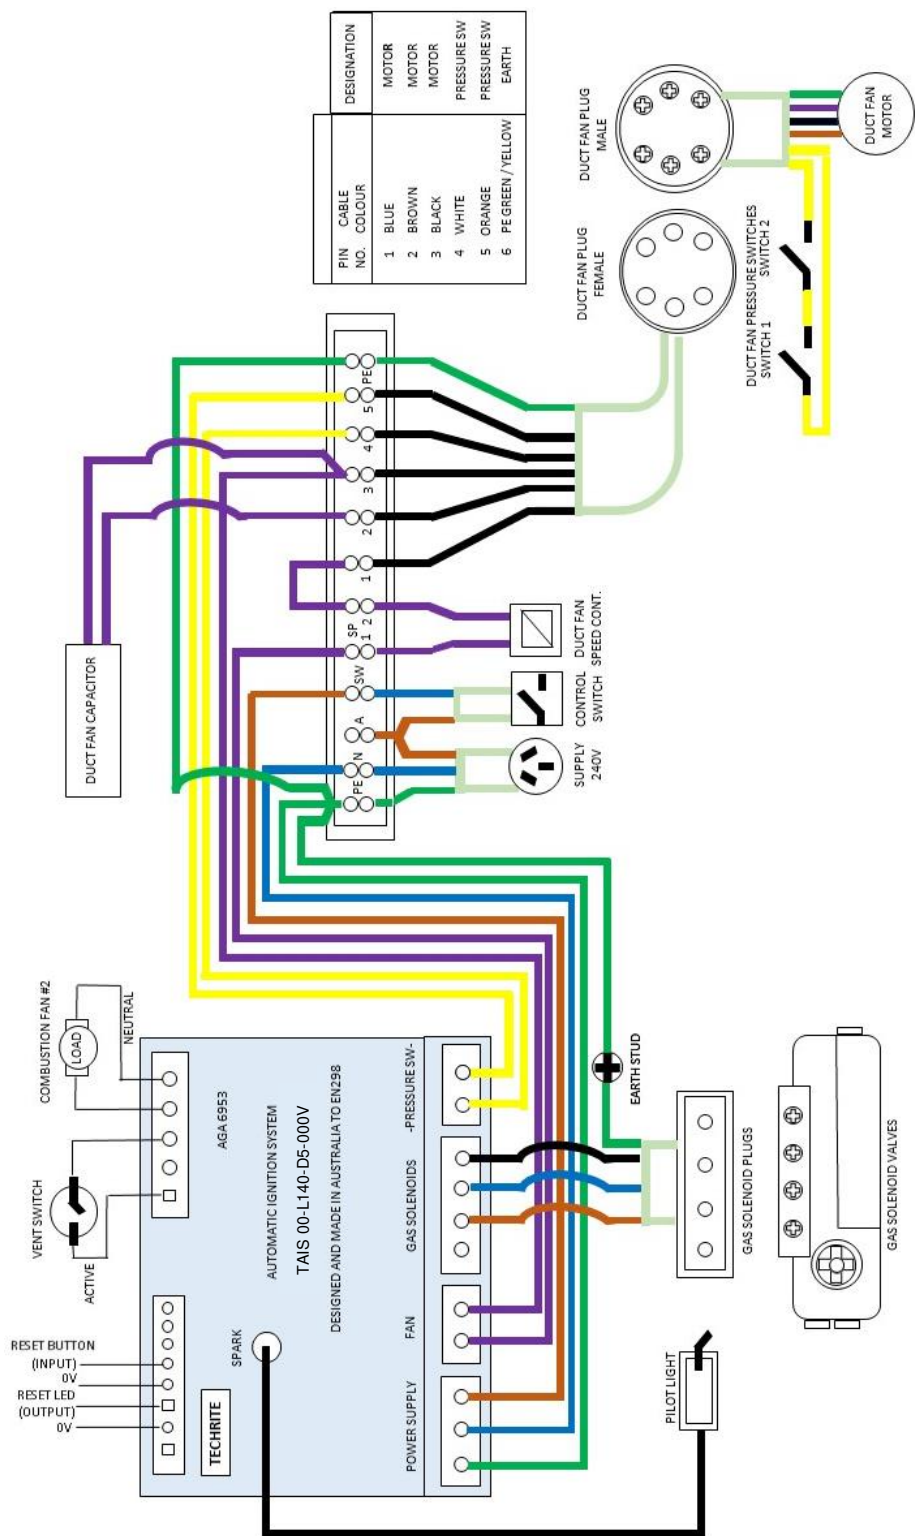 PIN NO.
CABLE COLOUR
DESIGNATION
1 BLUE MOTOR
2 BROWN MOTOR
3 BLACK MOTOR
4 WHITE PRESSURE SW
5 ORANGE PRESSURE SW
6 PE GREEN / YELLOW EARTH
DUCT FAN PLUG
MALE
DUCT FAN
MOTOR
DUCT FAN PLUG
FEMALE
DUCT FAN PRESSURE SWITCHES
SWITCH 1
SWITCH 2
DUCT FAN CAPACITOR
PE
N
A
SW
SP
1
2
1
2
3
4
5
PE
SUPPLY
240V
CONTROL
SWITCH
DUCT FAN
SPEED CONT.
RESET BUTTON
(INPUT)
0V
RESET LED
(OUTPUT)
0V
ACTIVE
VENT SWITCH
COMBUSTION FAN #2
LOAD
NEUTRAL
TECHRITE
SPARK
AGA 6953
AUTOMATIC IGNITION SYSTEM
TAIS 00-L140-D5-000V
DESIGNED AND MADE IN AUSTRALIA TO EN298
POWER SUPPLY
FAN
GAS SOLENOIDS
-PRESSURE SW-
EARTH STUD
PILOT LIGHT
GAS SOLENOID PLUGS
GAS SOLENOID VALVES